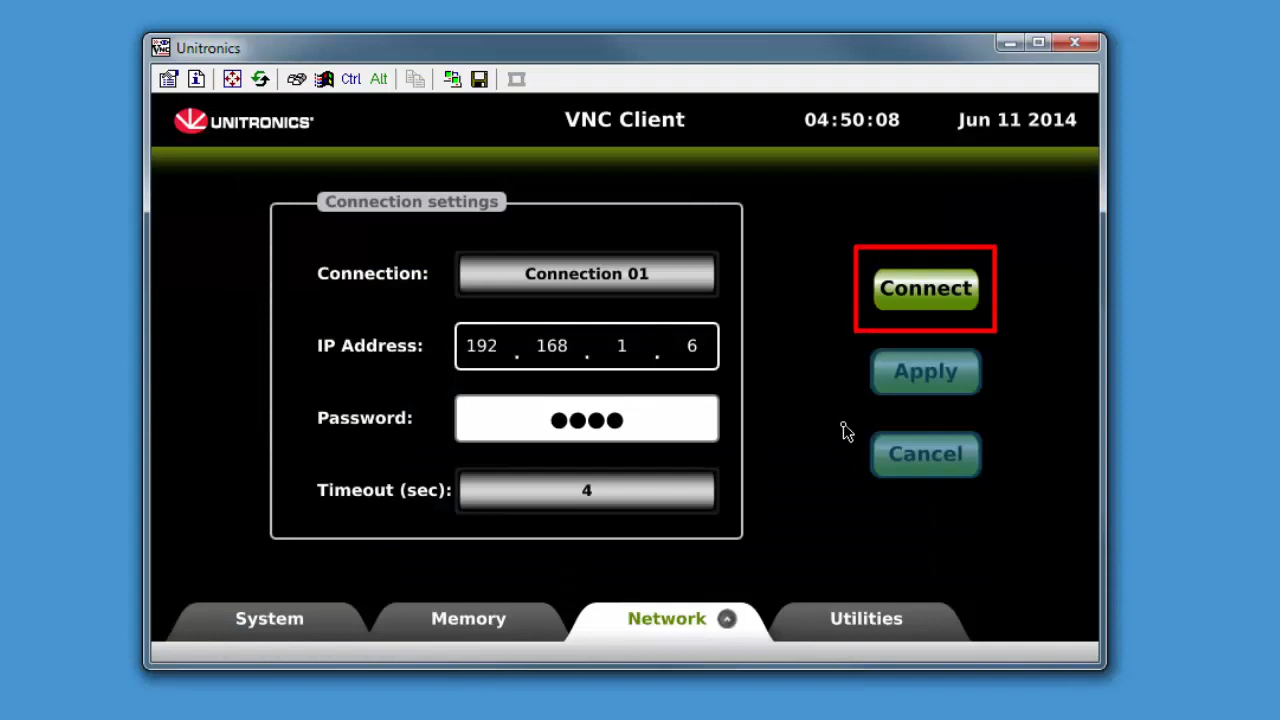 Unitronics
Ctrl Alt
UNITRONICS VNC Client 04:50:08 Jun 11 2014
Connection settings
Connection: Connection 01
Connect
IP Address: 192 . 168 . 1 . 6
Apply
Password: ●●●●
Cancel
Timeout (sec): 4
System Memory Network Utilities